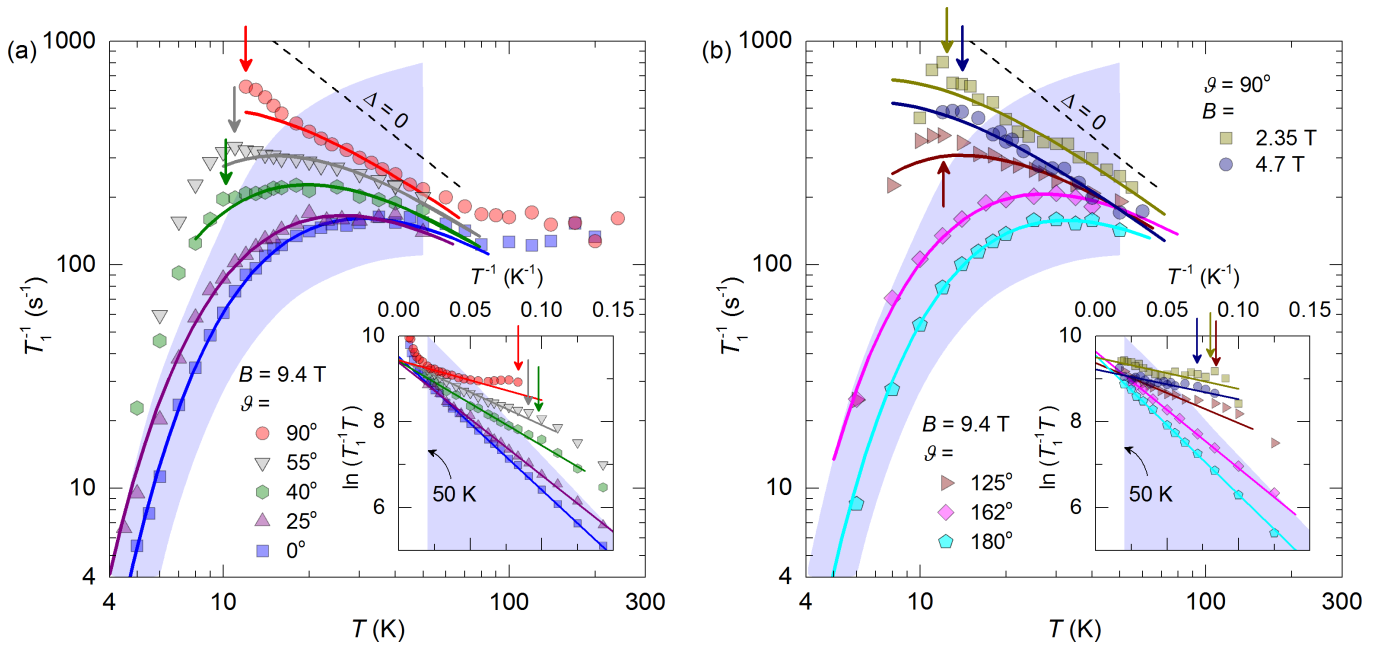 (a)
1000
100
10
4
T₁⁻¹ (s⁻¹)
4
10
100
300
T (K)
Δ = 0
B = 9.4 T
ϑ =
90°
55°
40°
25°
0°
T⁻¹ (K⁻¹)
0.00 0.05 0.10 0.15
10
8
6
ln (T₁⁻¹T)
50 K
(b)
1000
100
10
4
T₁⁻¹ (s⁻¹)
4
10
100
300
T (K)
Δ = 0
ϑ = 90°
B =
2.35 T
4.7 T
B = 9.4 T
ϑ =
125°
162°
180°
T⁻¹ (K⁻¹)
0.00 0.05 0.10 0.15
10
8
6
ln (T₁⁻¹T)
50 K